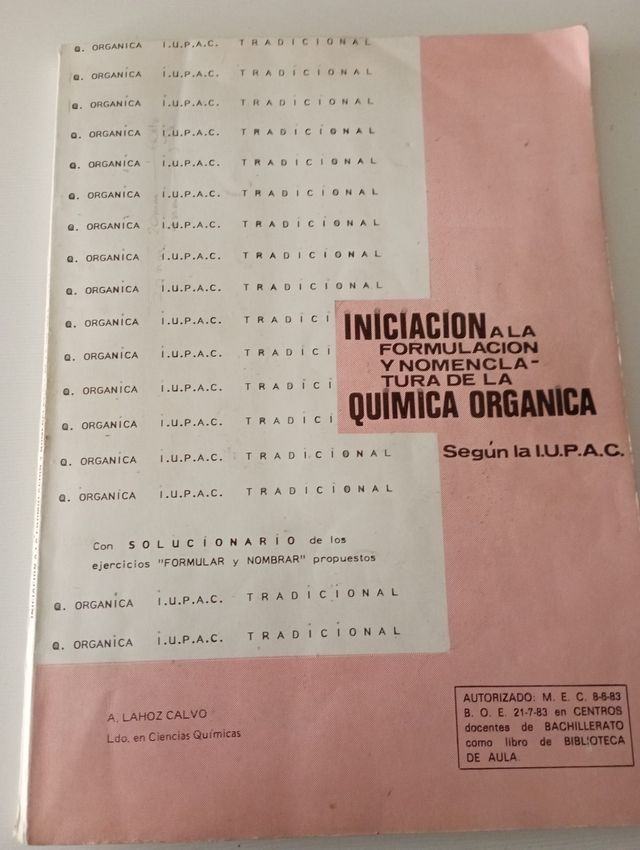 Q. ORGANICA I.U.P.A.C. TRADICIONAL
Q. ORGANICA I.U.P.A.C. TRADICIONAL
Q. ORGANICA I.U.P.A.C. TRADICIONAL
Q. ORGANICA I.U.P.A.C. TRADICIONAL
Q. ORGANICA I.U.P.A.C. TRADICIONAL
Q. ORGANICA I.U.P.A.C. TRADICIONAL
Q. ORGANICA I.U.P.A.C. TRADICIONAL
Q. ORGANICA I.U.P.A.C. TRADICIONAL
Q. ORGANICA I.U.P.A.C. TRADICIONAL
Q. ORGANICA I.U.P.A.C. TRADICI
Q. ORGANICA I.U.P.A.C. TRADICI
Q. ORGANICA I.U.P.A.C. TRADICI
Q. ORGANICA I.U.P.A.C. TRADICI
Q. ORGANICA I.U.P.A.C. TRADICIONAL
Q. ORGANICA I.U.P.A.C. TRADICIONAL
INICIACION A LA
FORMULACION
Y NOMENCLA-
TURA DE LA
QUIMICA ORGANICA
Según la I.U.P.A.C.
Con SOLUCIONARIO de los
ejercicios "FORMULAR y NOMBRAR" propuestos
Q. ORGANICA I.U.P.A.C. TRADICIONAL
Q. ORGANICA I.U.P.A.C. TRADICIONAL
A. LAHOZ CALVO
Ldo. en Ciencias Químicas
AUTORIZADO: M. E. C. 8-6-83
B. O. E. 21-7-83 en CENTROS
docentes de BACHILLERATO
como libro de BIBLIOTECA
DE AULA.